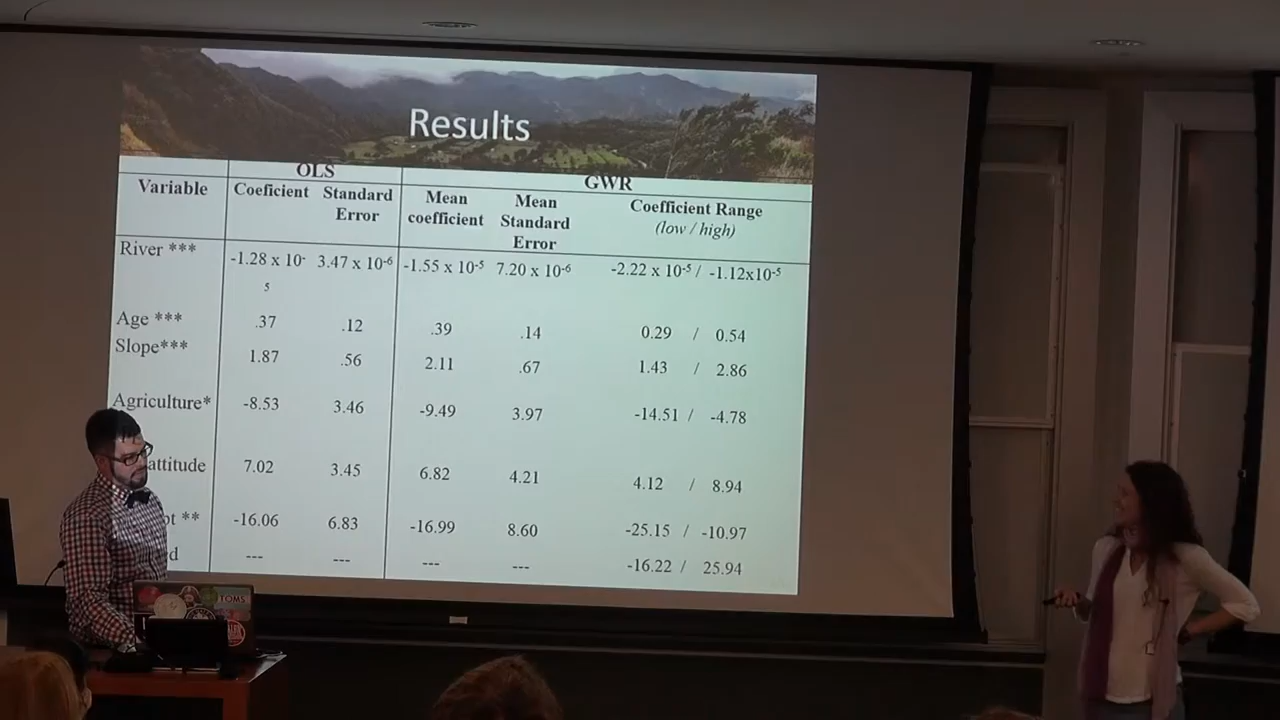 Results
OLS
GWR
Variable
Coeficient
Standard
Error
Mean
coefficient
Mean
Standard
Error
Coefficient Range
(low / high)
River *** -1.28 x 10- 3.47 x 10-6 -1.55 x 10-5 7.20 x 10-6 -2.22 x 10-5 / -1.12x10-5
5
Age *** .37 .12 .39 .14 0.29 / 0.54
Slope*** 1.87 .56 2.11 .67 1.43 / 2.86
Agriculture* -8.53 3.46 -9.49 3.97 -14.51 / -4.78
attitude 7.02 3.45 6.82 4.21 4.12 / 8.94
** -16.06 6.83 -16.99 8.60 -25.15 / -10.97
--- --- --- --- -16.22 / 25.94
TOMS